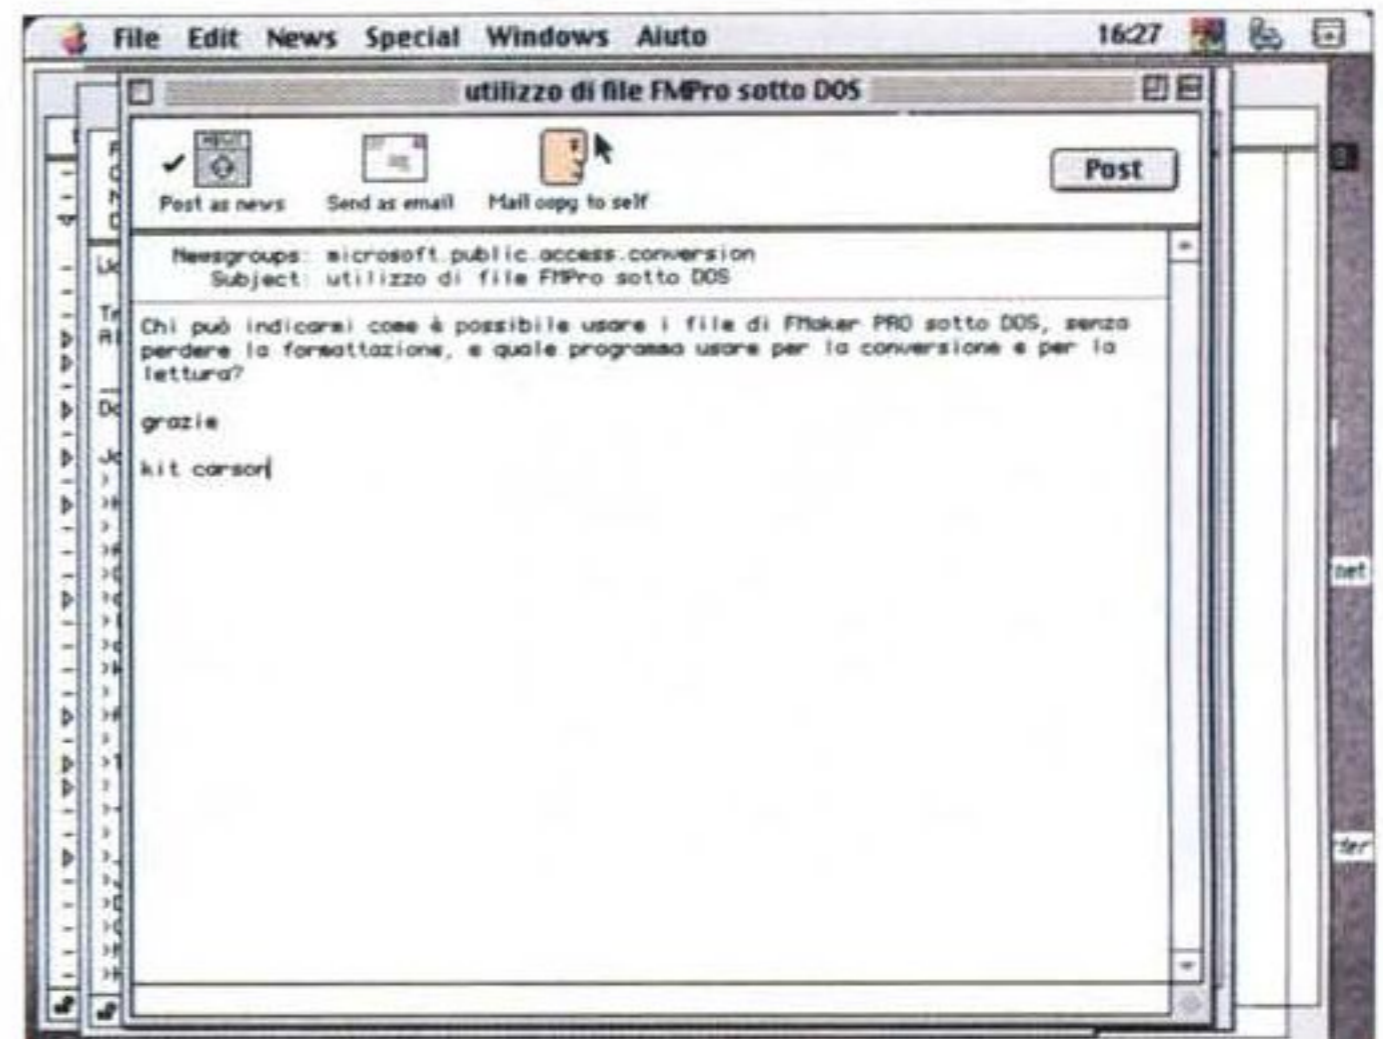 File Edit News Special Windows Aiuto 16:27
utilizzo di file FMPro sotto DOS
Post as news Send as email Mail copy to self Post
Newsgroups: microsoft.public.access.conversion
Subject: utilizzo di file FMPro sotto DOS
Chi può indicarmi come è possibile usare i file di FMaker PRO sotto DOS, senza
perdere la formattazione, e quale programma usare per la conversione e per la
lettura?
grazie
kit carson
net